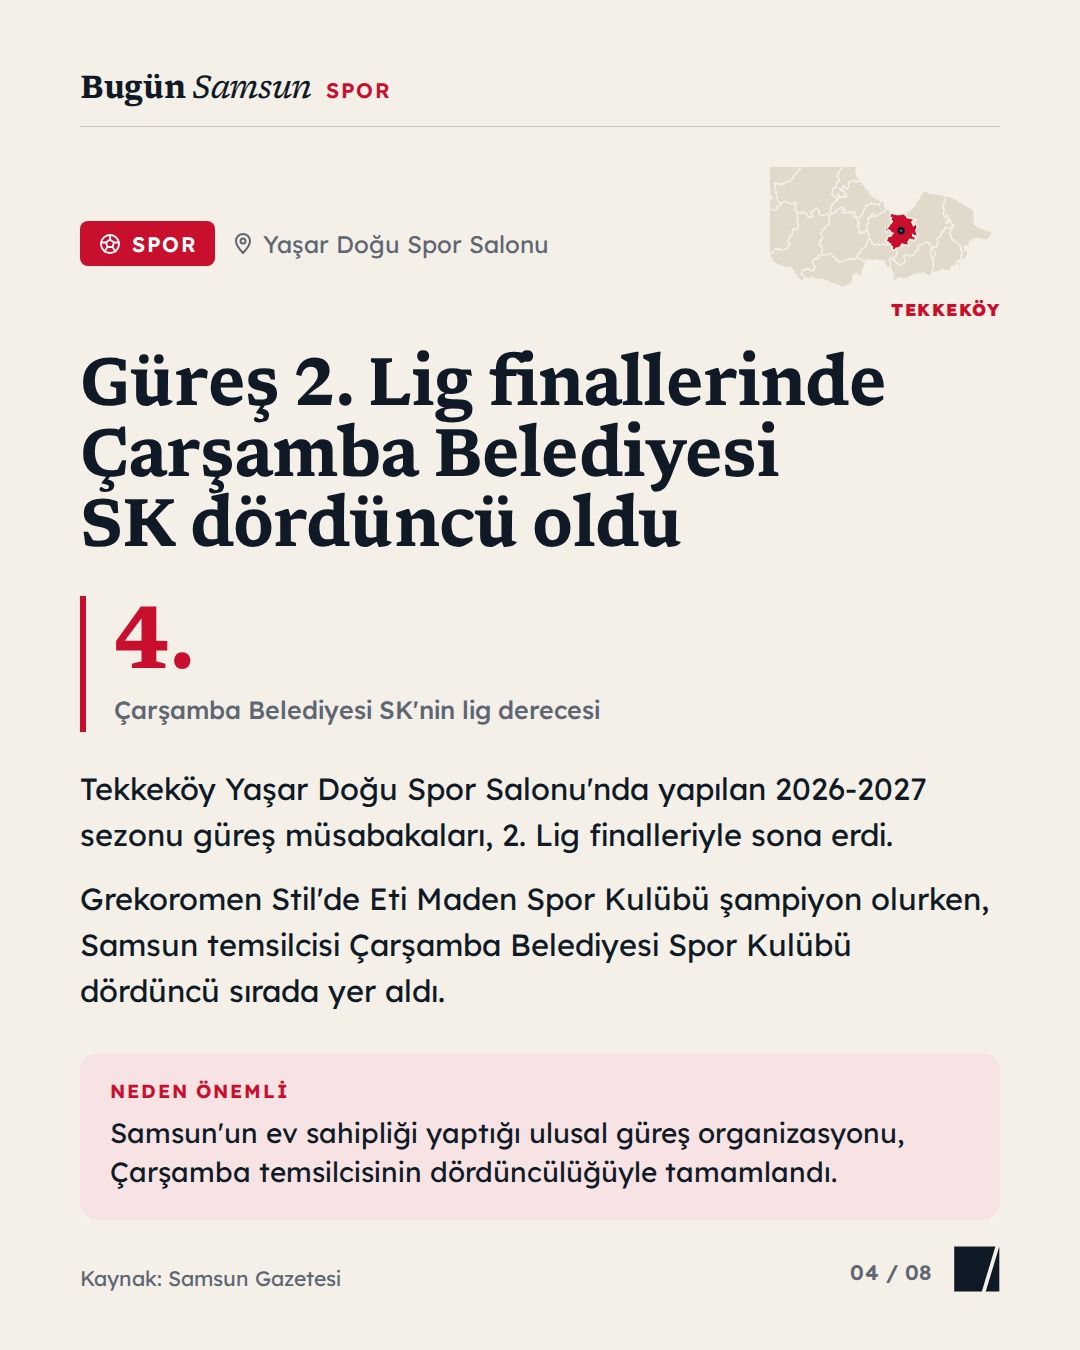 Bugün Samsun SPOR
SPOR
Yaşar Doğu Spor Salonu
TEKKEKÖY
Güreş 2. Lig finallerinde
Çarşamba Belediyesi
SK dördüncü oldu
4.
Çarşamba Belediyesi SK'nin lig derecesi
Tekkeköy Yaşar Doğu Spor Salonu'nda yapılan 2026-2027
sezonu güreş müsabakaları, 2. Lig finalleriyle sona erdi.
Grekoromen Stil'de Eti Maden Spor Kulübü şampiyon olurken,
Samsun temsilcisi Çarşamba Belediyesi Spor Kulübü
dördüncü sırada yer aldı.
NEDEN ÖNEMLİ
Samsun'un ev sahipliği yaptığı ulusal güreş organizasyonu,
Çarşamba temsilcisinin dördüncülüğüyle tamamlandı.
Kaynak: Samsun Gazetesi
04 / 08